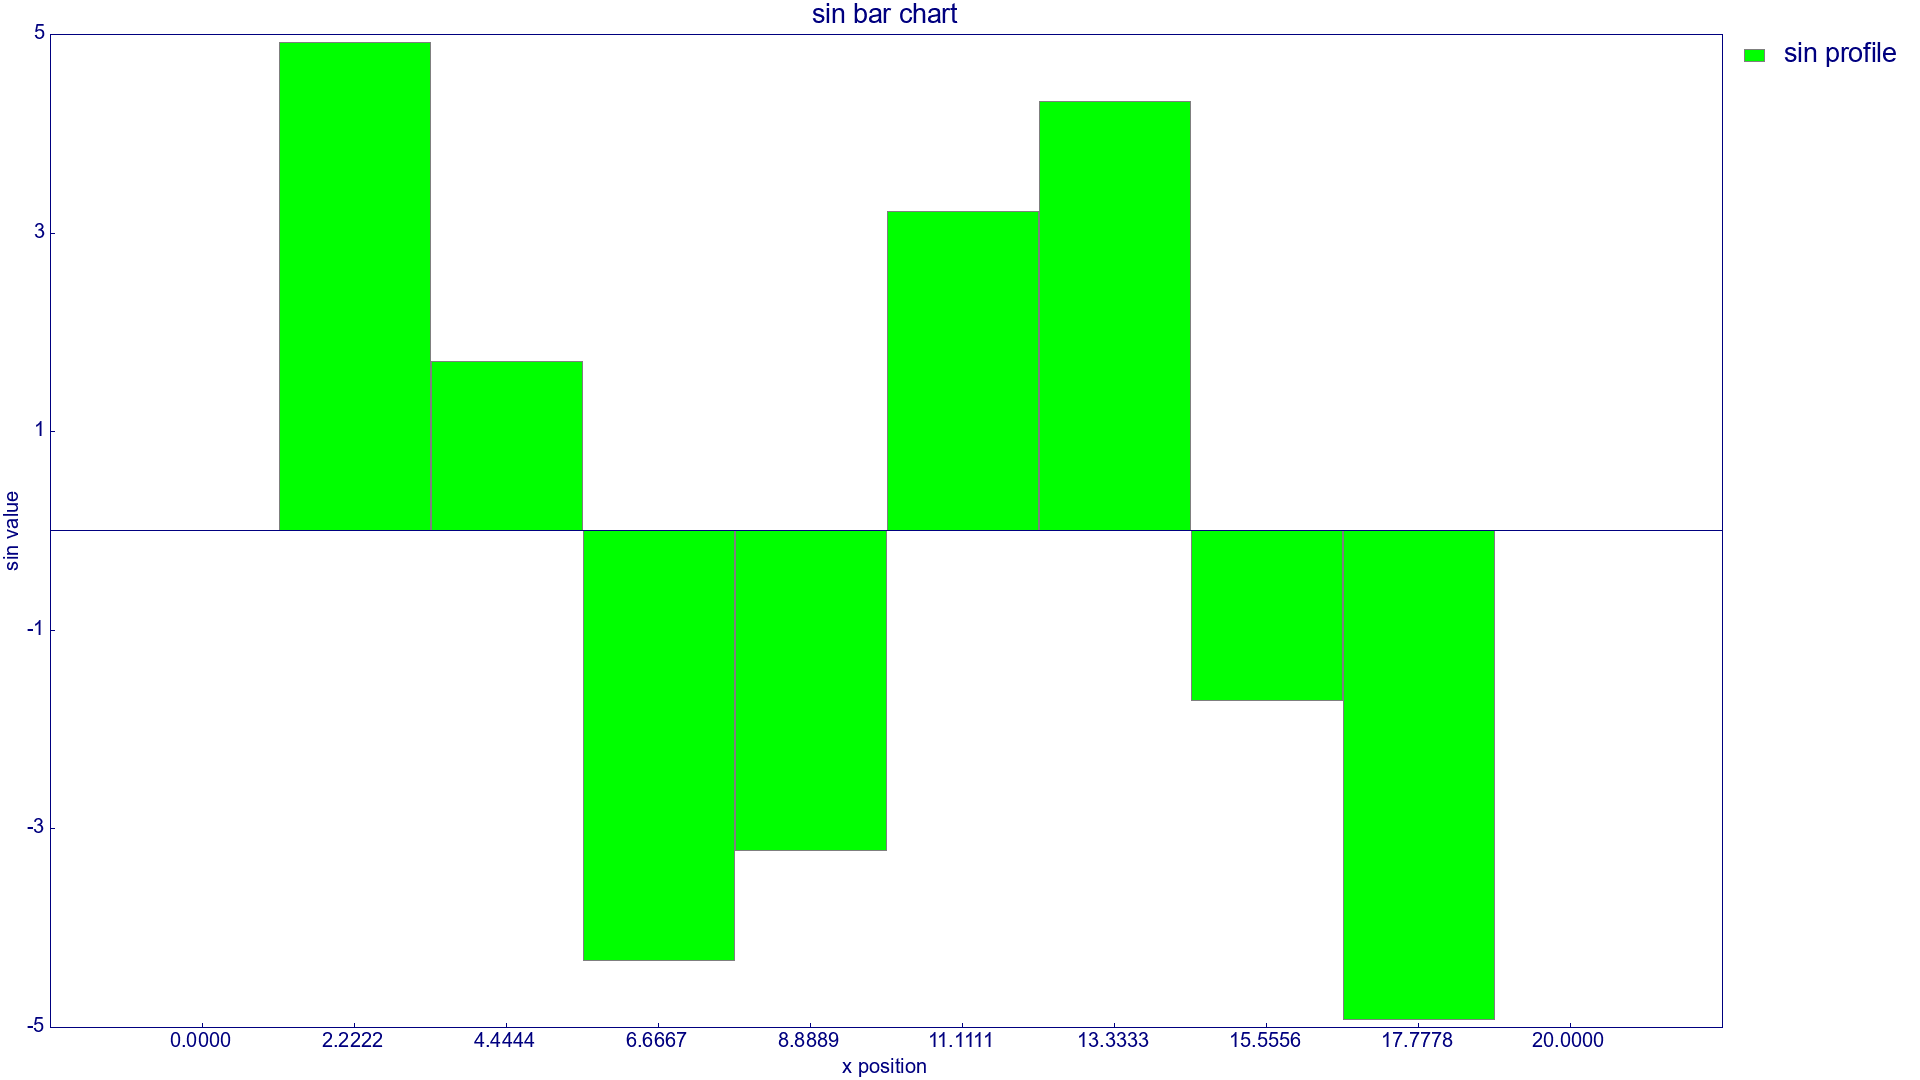 sin bar chart
sin profile
5
3
1
-1
-3
-5
sin value
0.0000 2.2222 4.4444 6.6667 8.8889 11.1111 13.3333 15.5556 17.7778 20.0000
x position